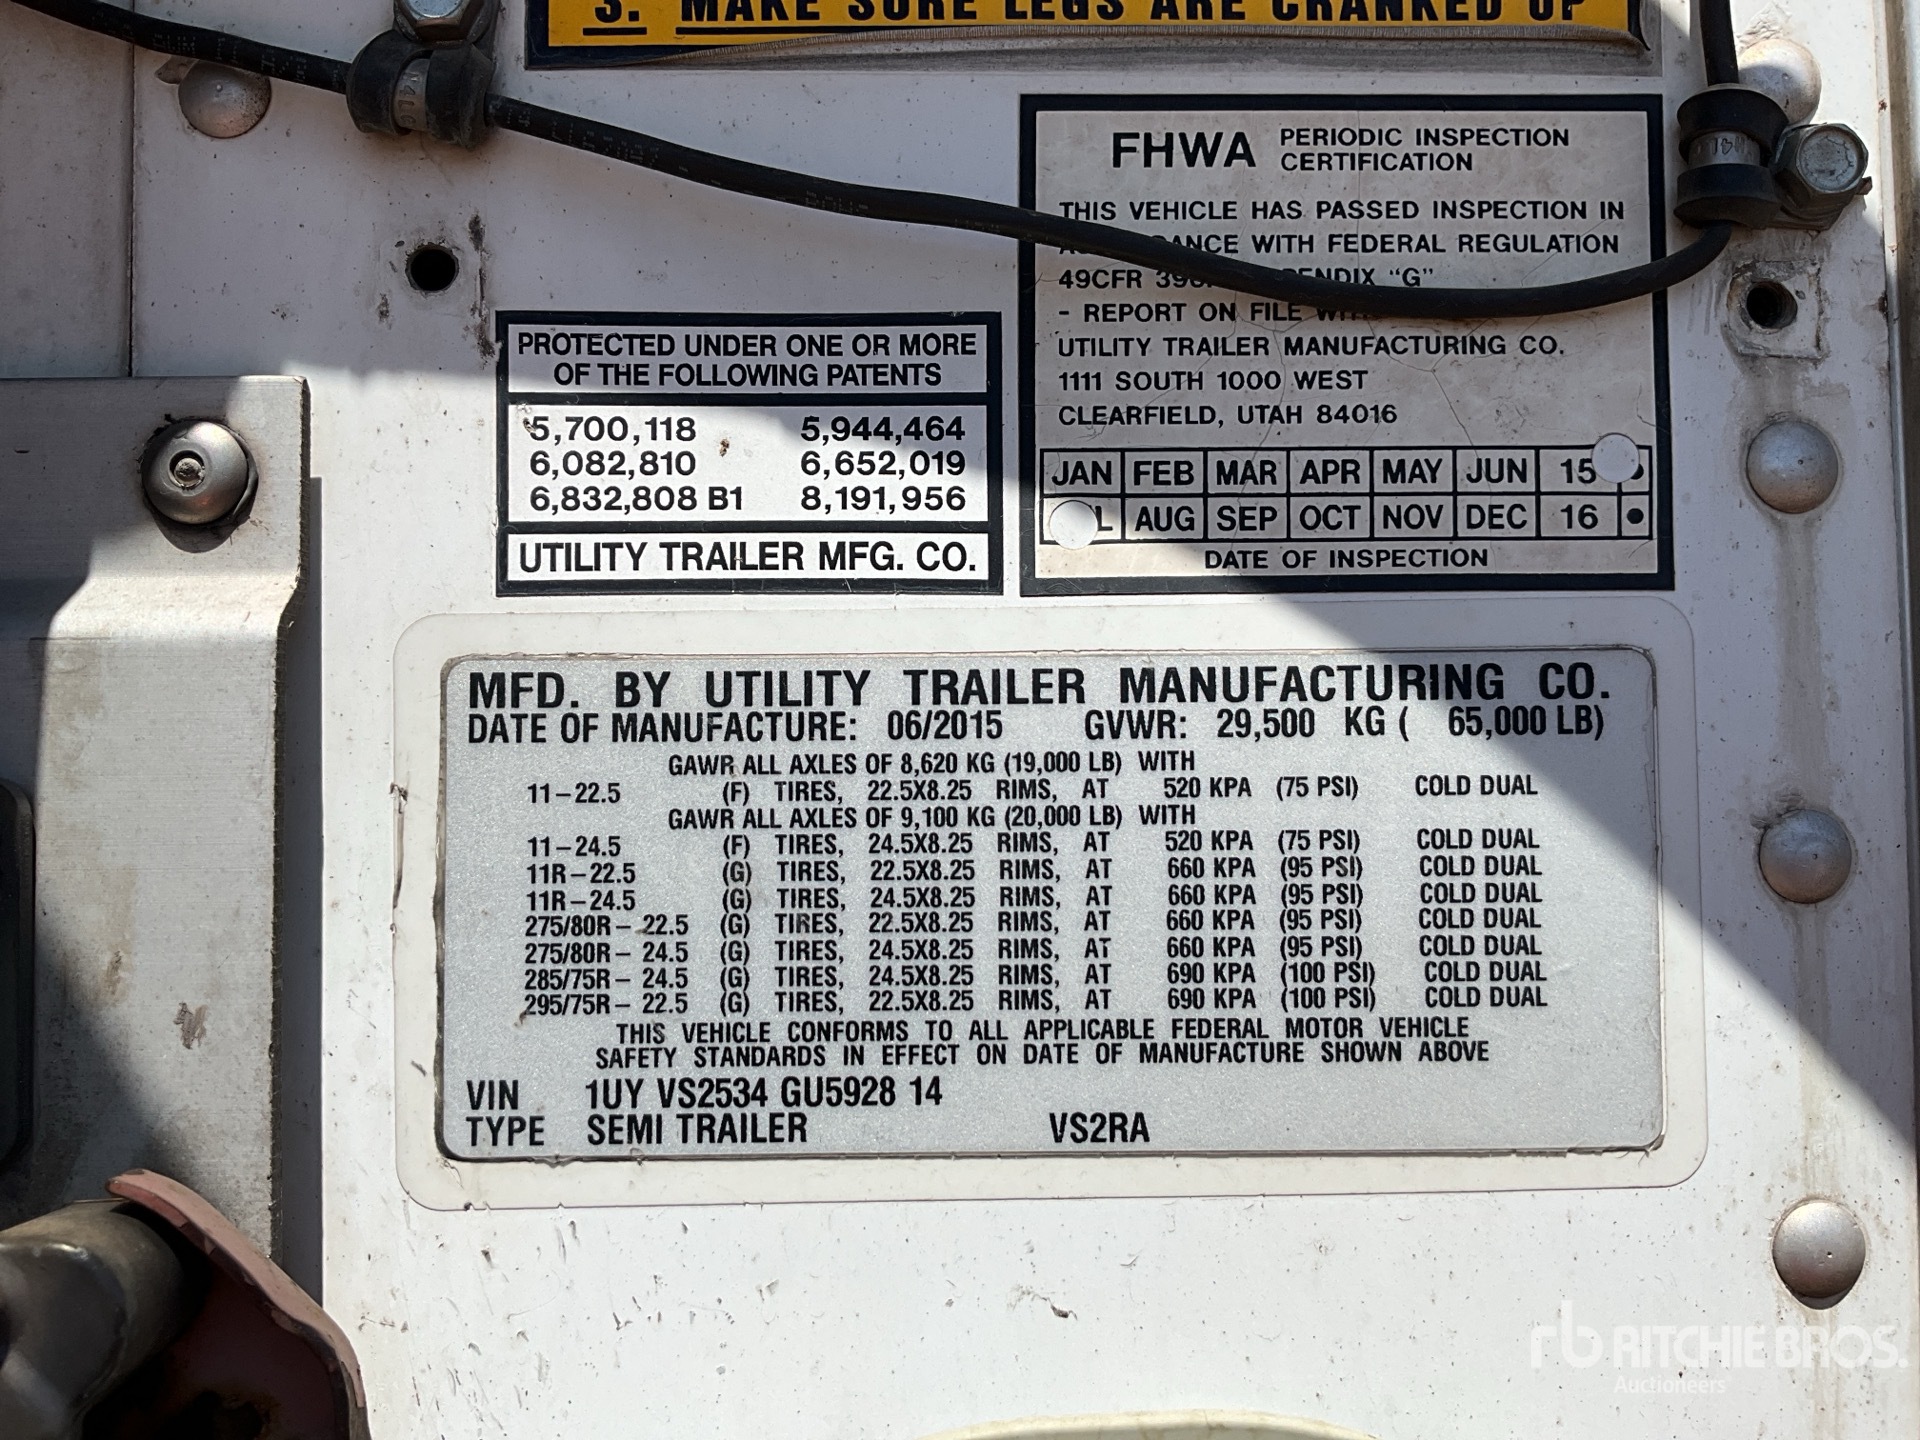 3. MAKE SURE LEGS ARE CRANKED UP
N4LC
FHWA PERIODIC INSPECTION
CERTIFICATION
THIS VEHICLE HAS PASSED INSPECTION IN
WITH FEDERAL REGULATION
49CFR "G"
- REPORT ON FILE
UTILITY TRAILER MANUFACTURING CO.
1111 SOUTH 1000 WEST
CLEARFIELD, UTAH 84016
JAN FEB MAR APR MAY JUN 15
AUG SEP OCT NOV DEC 16 •
DATE OF INSPECTION
PROTECTED UNDER ONE OR MORE
OF THE FOLLOWING PATENTS
5,700,118 5,944,464
6,082,810 6,652,019
6,832,808 B1 8,191,956
UTILITY TRAILER MFG. CO.
MFD. BY UTILITY TRAILER MANUFACTURING CO.
DATE OF MANUFACTURE: 06/2015 GVWR: 29,500 KG ( 65,000 LB)
GAWR ALL AXLES OF 8,620 KG (19,000 LB) WITH
11-22.5 (F) TIRES, 22.5X8.25 RIMS, AT 520 KPA (75 PSI) COLD DUAL
GAWR ALL AXLES OF 9,100 KG (20,000 LB) WITH
11-24.5 (F) TIRES, 24.5X8.25 RIMS, AT 520 KPA (75 PSI) COLD DUAL
11R-22.5 (G) TIRES, 22.5X8.25 RIMS, AT 660 KPA (95 PSI) COLD DUAL
11R-24.5 (G) TIRES, 24.5X8.25 RIMS, AT 660 KPA (95 PSI) COLD DUAL
275/80R- 22.5 (G) TIRES, 22.5X8.25 RIMS, AT 660 KPA (95 PSI) COLD DUAL
275/80R- 24.5 (G) TIRES, 24.5X8.25 RIMS, AT 660 KPA (95 PSI) COLD DUAL
285/75R- 24.5 (G) TIRES, 24.5X8.25 RIMS, AT 690 KPA (100 PSI) COLD DUAL
295/75R- 22.5 (G) TIRES, 22.5X8.25 RIMS, AT 690 KPA (100 PSI) COLD DUAL
THIS VEHICLE CONFORMS TO ALL APPLICABLE FEDERAL MOTOR VEHICLE
SAFETY STANDARDS IN EFFECT ON DATE OF MANUFACTURE SHOWN ABOVE
VIN 1UY VS2534 GU5928 14
TYPE SEMI TRAILER VS2RA
rb RITCHIE BROS.
Auctioneers